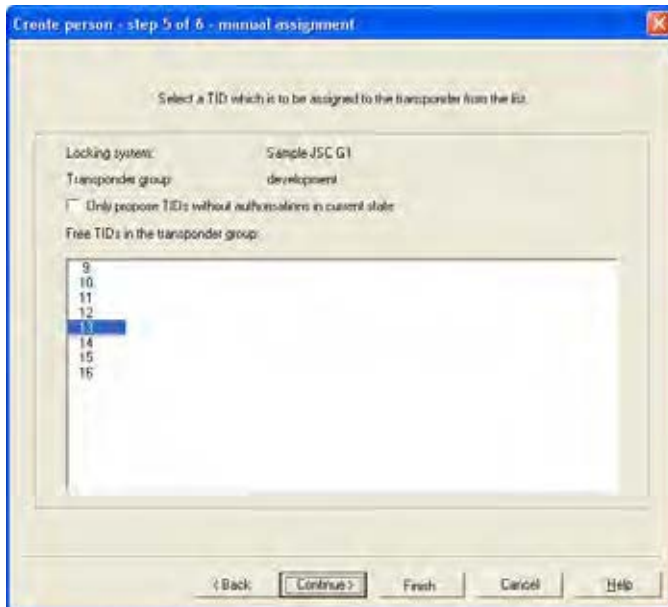 Create person - step 5 of 6 - manual assignment
Select a TID which is to be assigned to the transponder from the list.
Locking system: Sample JSC G1
Transponder group: development
Only propose TIDs without authorisations in current state
Free TIDs in the transponder group:
9
10
11
12
13
14
15
16
< Back Continue > Finish Cancel Help